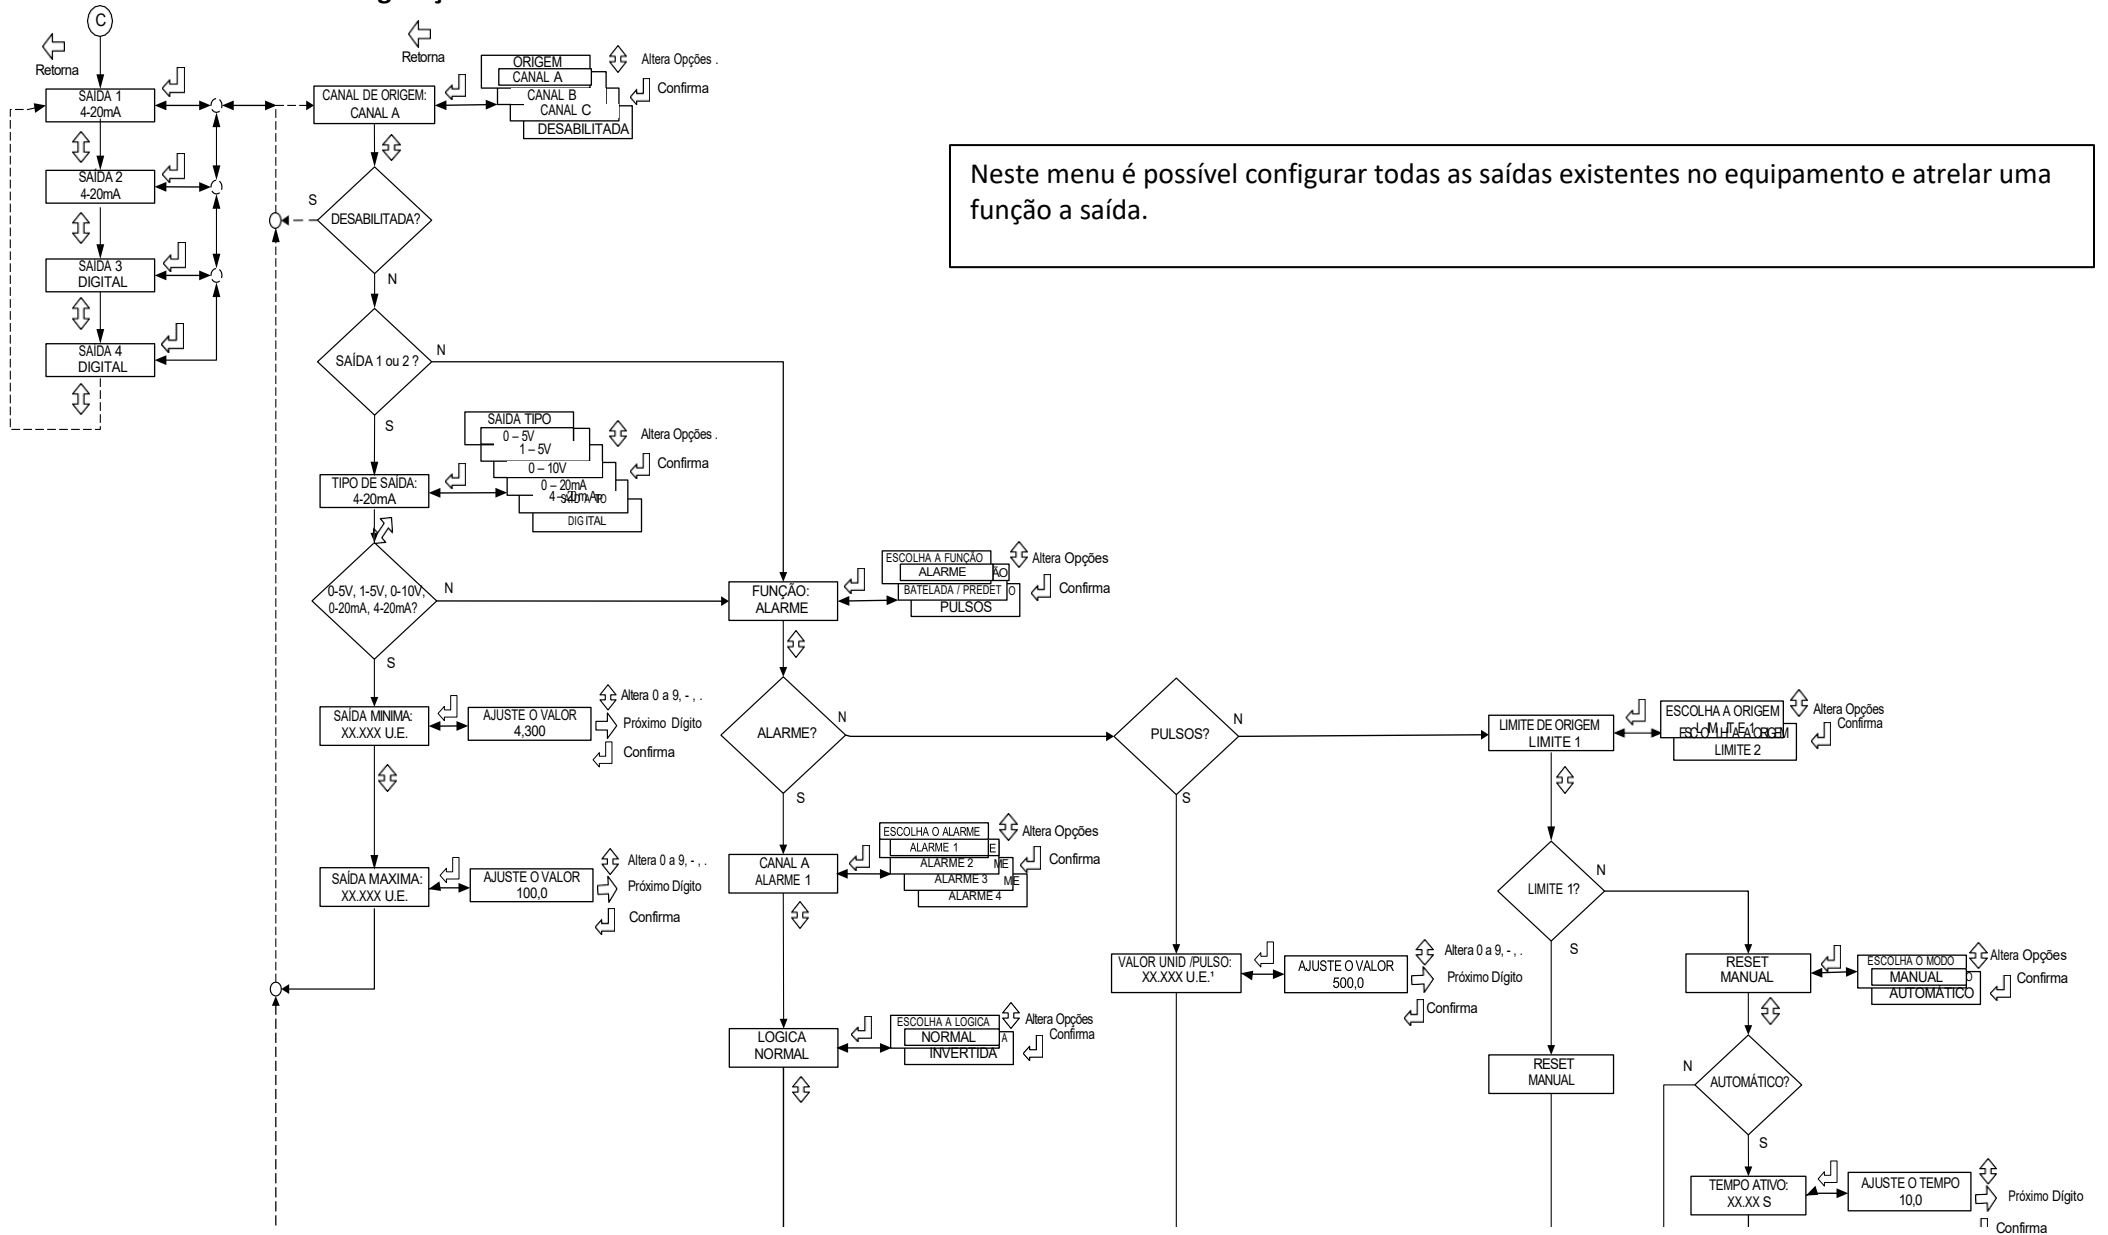 C
Retorna
SAÍDA 1
4-20mA
SAÍDA 2
4-20mA
SAÍDA 3
DIGITAL
SAÍDA 4
DIGITAL
Retorna
CANAL DE ORIGEM:
CANAL A
ORIGEM
CANAL A
CANAL B
CANAL C
DESABILITADA
Altera Opções .
Confirma
Neste menu é possível configurar todas as saídas existentes no equipamento e atrelar uma
função a saída.
S
DESABILITADA?
N
SAÍDA 1 ou 2 ?
N
S
TIPO DE SAÍDA:
4-20mA
SAIDA TIPO
0 – 5V
1 – 5V
0 – 10V
0 – 20mA
4 – 20mA
DIGITAL
Altera Opções .
Confirma
0-5V, 1-5V, 0-10V,
0-20mA, 4-20mA?
N
S
SAÍDA MINIMA:
XX.XXX U.E.
AJUSTE O VALOR
4,300
Altera 0 a 9, - , .
Próximo Dígito
Confirma
SAÍDA MAXIMA:
XX.XXX U.E.
AJUSTE O VALOR
100,0
Altera 0 a 9, - , .
Próximo Dígito
Confirma
FUNÇÃO:
ALARME
ESCOLHA A FUNÇÃO
ALARME
ÃO
BATELADA / PREDET
O
PULSOS
Altera Opções
Confirma
ALARME?
N
S
CANAL A
ALARME 1
ESCOLHA O ALARME
ALARME 1
E
ALARME 2
ME
ALARME 3
ME
ALARME 4
Altera Opções
Confirma
LOGICA
NORMAL
ESCOLHA A LOGICA
NORMAL
A
INVERTIDA
Altera Opções
Confirma
PULSOS?
N
S
VALOR UNID /PULSO:
XX.XXX U.E.¹
AJUSTE O VALOR
500,0
Altera 0 a 9, - , .
Próximo Dígito
Confirma
LIMITE DE ORIGEM
LIMITE 1
ESCOLHA A ORIGEM
LIMITE 1
LIMITE 2
Altera Opções
Confirma
LIMITE 1?
N
S
RESET
MANUAL
RESET
MANUAL
ESCOLHA O MODO
MANUAL
O
AUTOMÁTICO
Altera Opções
Confirma
N
AUTOMÁTICO?
S
TEMPO ATIVO:
XX.XX S
AJUSTE O TEMPO
10,0
Próximo Dígito
Confirma